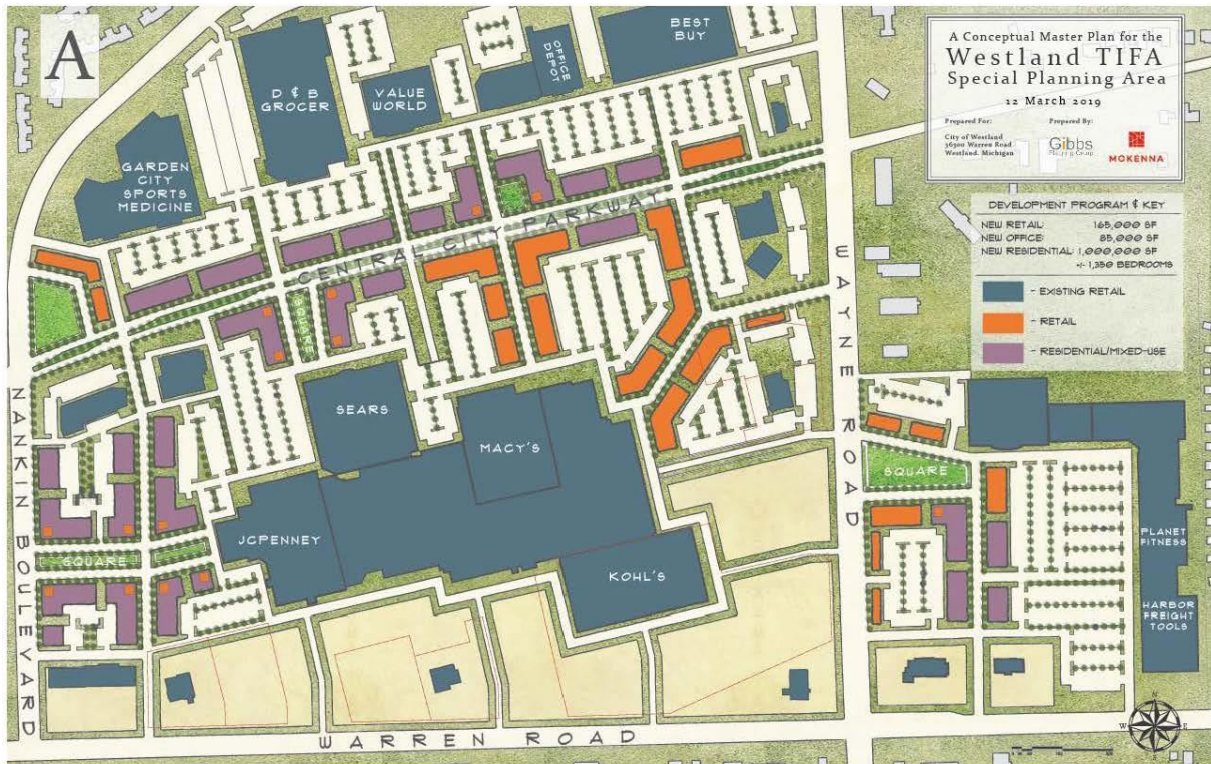 A
A Conceptual Master Plan for the
Westland TIFA
Special Planning Area
12 March 2019
Prepared For:
City of Westland
36300 Warren Road
Westland, Michigan
Prepared By:
Gibbs
Planning Group
MCKENNA
DEVELOPMENT PROGRAM & KEY
NEW RETAIL: 165,000 SF
NEW OFFICE: 85,000 SF
NEW RESIDENTIAL: 1,000,000 SF
+/- 1,350 BEDROOMS
- EXISTING RETAIL
- RETAIL
- RESIDENTIAL/MIXED-USE
BEST
BUY
OFFICE
DEPOT
D & B
GROCER
VALUE
WORLD
GARDEN
CITY
SPORTS
MEDICINE
CENTRAL CITY PARKWAY
SQUARE
WAYNE ROAD
NANKIN BOULEVARD
SEARS
MACY'S
JCPENNEY
KOHL'S
SQUARE
SQUARE
PLANET
FITNESS
HARBOR
FREIGHT
TOOLS
WARREN ROAD
N
W
E
S